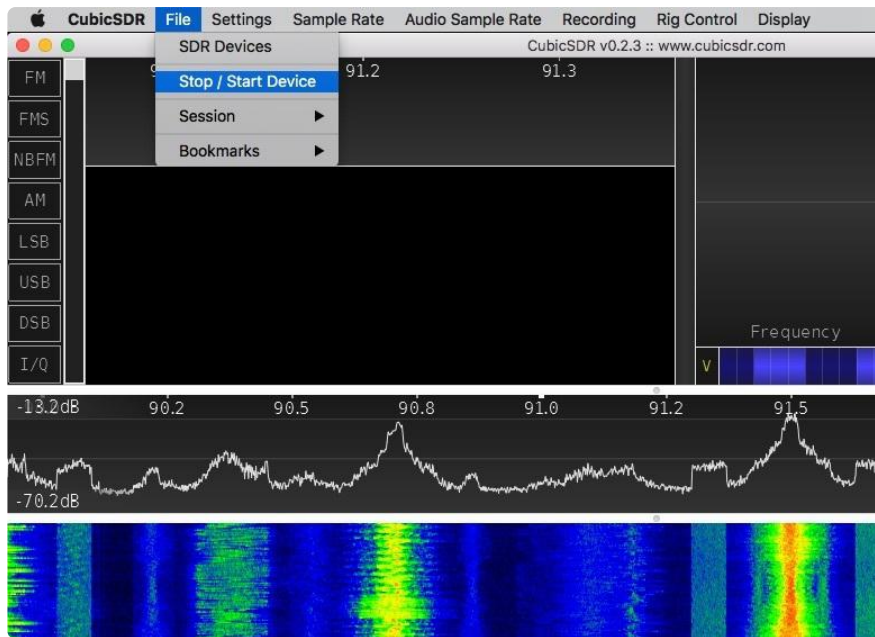 CubicSDR File Settings Sample Rate Audio Sample Rate Recording Rig Control Display
CubicSDR v0.2.3 :: www.cubicsdr.com
SDR Devices
Stop / Start Device
Session
Bookmarks
91.2 91.3
FM
FMS
NBFM
AM
LSB
USB
DSB
I/Q
Frequency
V
-13.2dB 90.2 90.5 90.8 91.0 91.2 91.5
-70.2dB